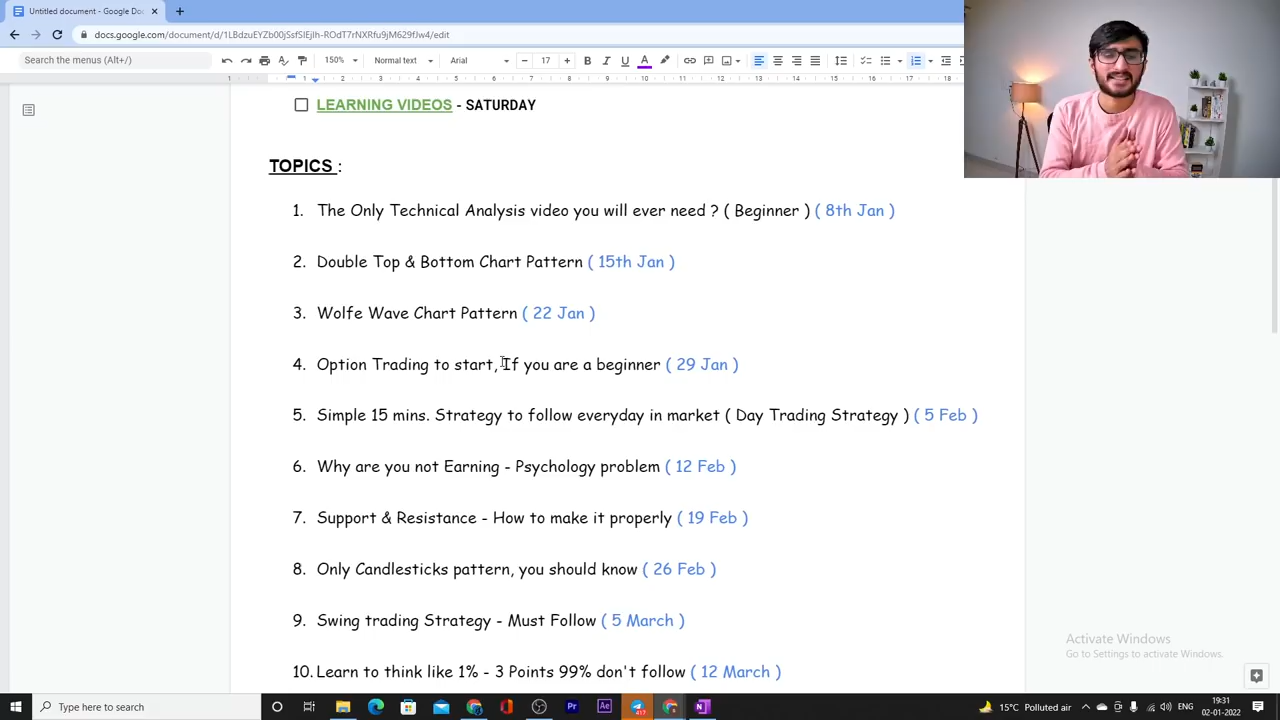 Untitled document - Google Doc
docs.google.com/document/d/1LBdzuEYZb00jSsfSIEjIh-ROdT7rNXRfu9jM629fJw4/edit
Search the menus (Alt+/)
150%
Normal text
Arial
17
LEARNING VIDEOS - SATURDAY
TOPICS :
1. The Only Technical Analysis video you will ever need ? ( Beginner ) ( 8th Jan )
2. Double Top & Bottom Chart Pattern ( 15th Jan )
3. Wolfe Wave Chart Pattern ( 22 Jan )
4. Option Trading to start, If you are a beginner ( 29 Jan )
5. Simple 15 mins. Strategy to follow everyday in market ( Day Trading Strategy ) ( 5 Feb )
6. Why are you not Earning - Psychology problem ( 12 Feb )
7. Support & Resistance - How to make it properly ( 19 Feb )
8. Only Candlesticks pattern, you should know ( 26 Feb )
9. Swing trading Strategy - Must Follow ( 5 March )
10. Learn to think like 1% - 3 Points 99% don't follow ( 12 March )
Activate Windows
Go to Settings to activate Windows.
Type here to search
417
15°C Polluted air
19:31
02-01-2022